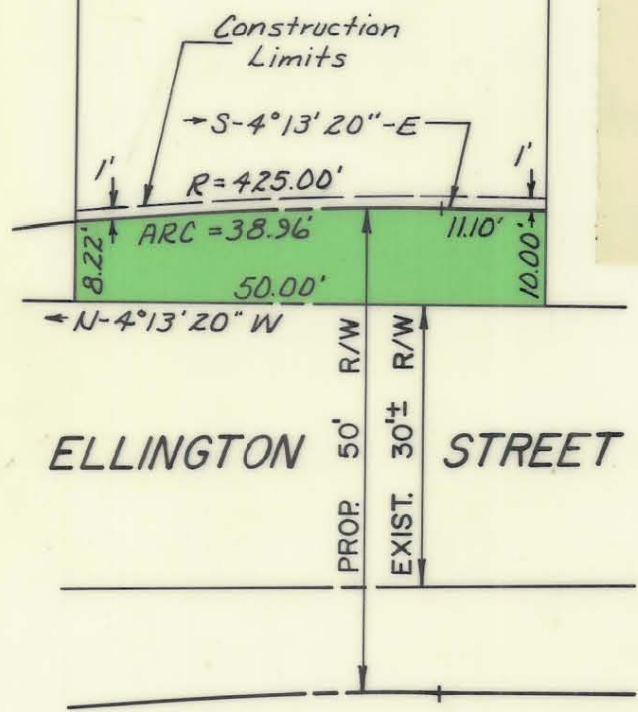 Construction
Limits
→S-4°13'20"-E
1'
1'
R=425.00'
ARC=38.96'
11.10'
8.22'
10.00'
50.00'
←N-4°13'20" W
PROP. 50' R/W
EXIST. 30'± R/W
ELLINGTON STREET